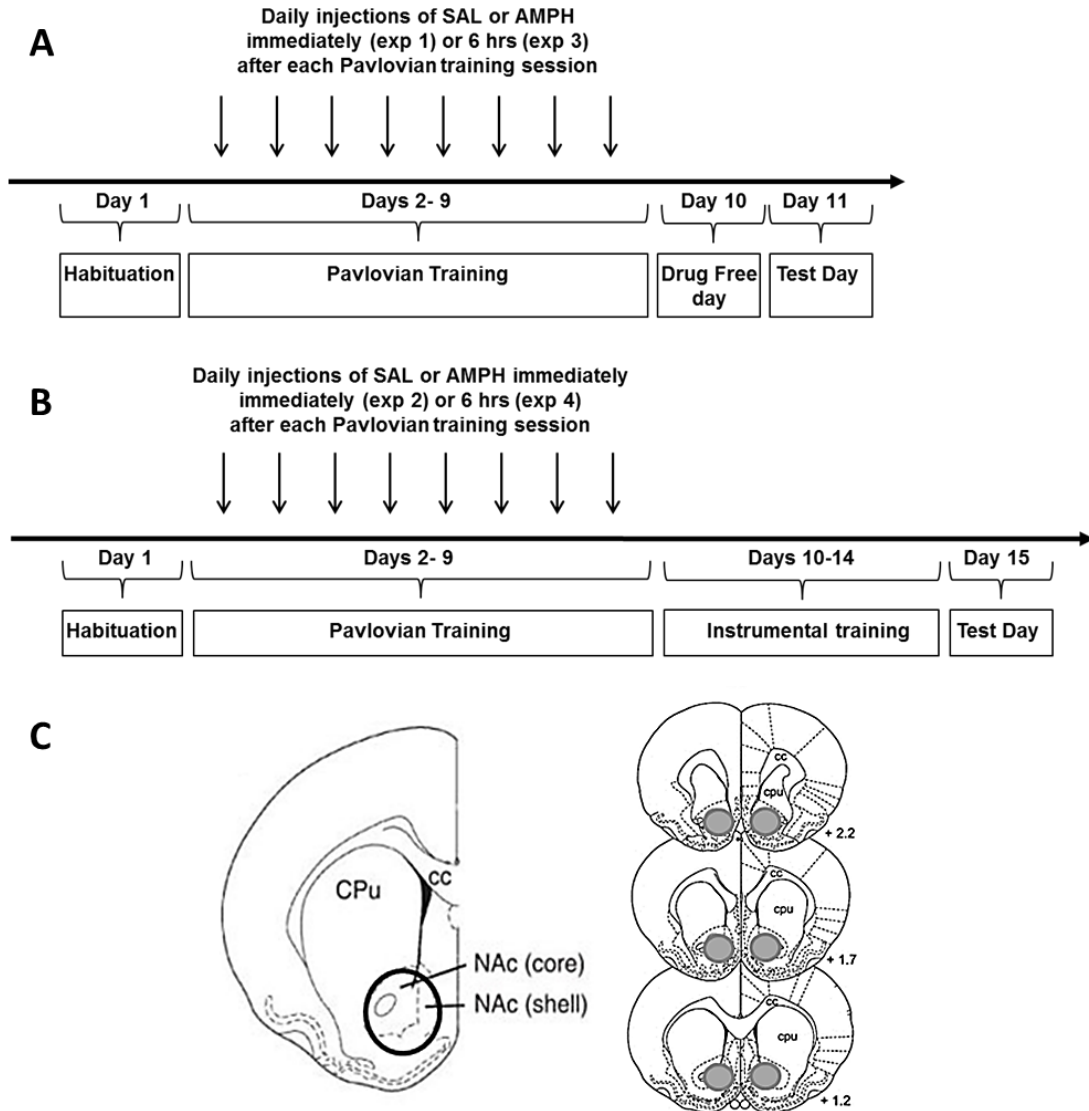 A
Daily injections of SAL or AMPH
immediately (exp 1) or 6 hrs (exp 3)
after each Pavlovian training session
Day 1
Days 2- 9
Day 10
Day 11
Habituation
Pavlovian Training
Drug Free
day
Test Day
B
Daily injections of SAL or AMPH immediately
immediately (exp 2) or 6 hrs (exp 4)
after each Pavlovian training session
Day 1
Days 2- 9
Days 10-14
Day 15
Habituation
Pavlovian Training
Instrumental training
Test Day
C
CPu
cc
NAc (core)
NAc (shell)
cc
cpu
+ 2.2
cc
cpu
+ 1.7
cc
cpu
+ 1.2